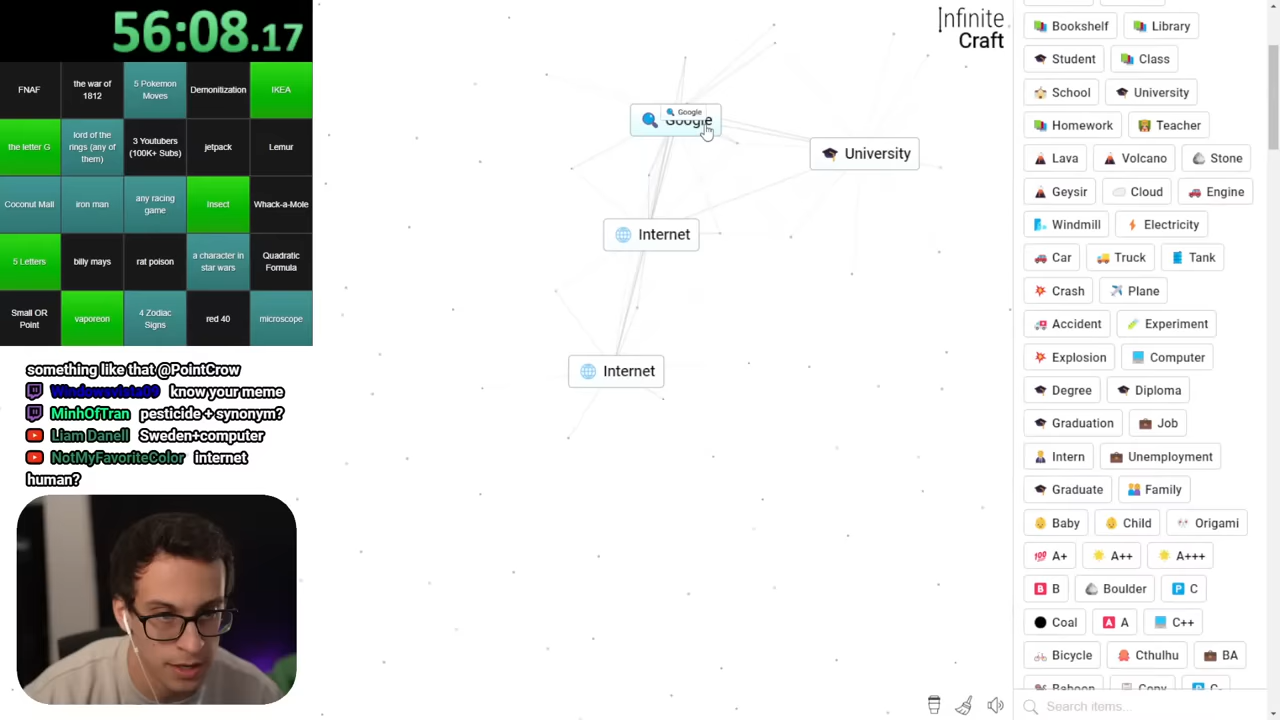 56:08.17
FNAF
the war of
1812
5 Pokemon
Moves
Demonitization
IKEA
the letter G
lord of the
rings (any of
them)
3 Youtubers
(100K+ Subs)
jetpack
Lemur
Coconut Mall
iron man
any racing
game
Insect
Whack-a-Mole
5 Letters
billy mays
rat poison
a character in
star wars
Quadratic
Formula
Small OR
Point
vaporeon
4 Zodiac
Signs
red 40
microscope
something like that @PointCrow
Windowsvista09 know your meme
MinhOfTran pesticide + synonym?
Liam Danell Sweden+computer
NotMyFavoriteColor internet
human?
Google
Google
University
Internet
Internet
Infinite
Craft
Bookshelf
Library
Student
Class
School
University
Homework
Teacher
Lava
Volcano
Stone
Geysir
Cloud
Engine
Windmill
Electricity
Car
Truck
Tank
Crash
Plane
Accident
Experiment
Explosion
Computer
Degree
Diploma
Graduation
Job
Intern
Unemployment
Graduate
Family
Baby
Child
Origami
A+
A++
A+++
B
Boulder
C
Coal
A
C++
Bicycle
Cthulhu
BA
Baboon
Copy
Search items...